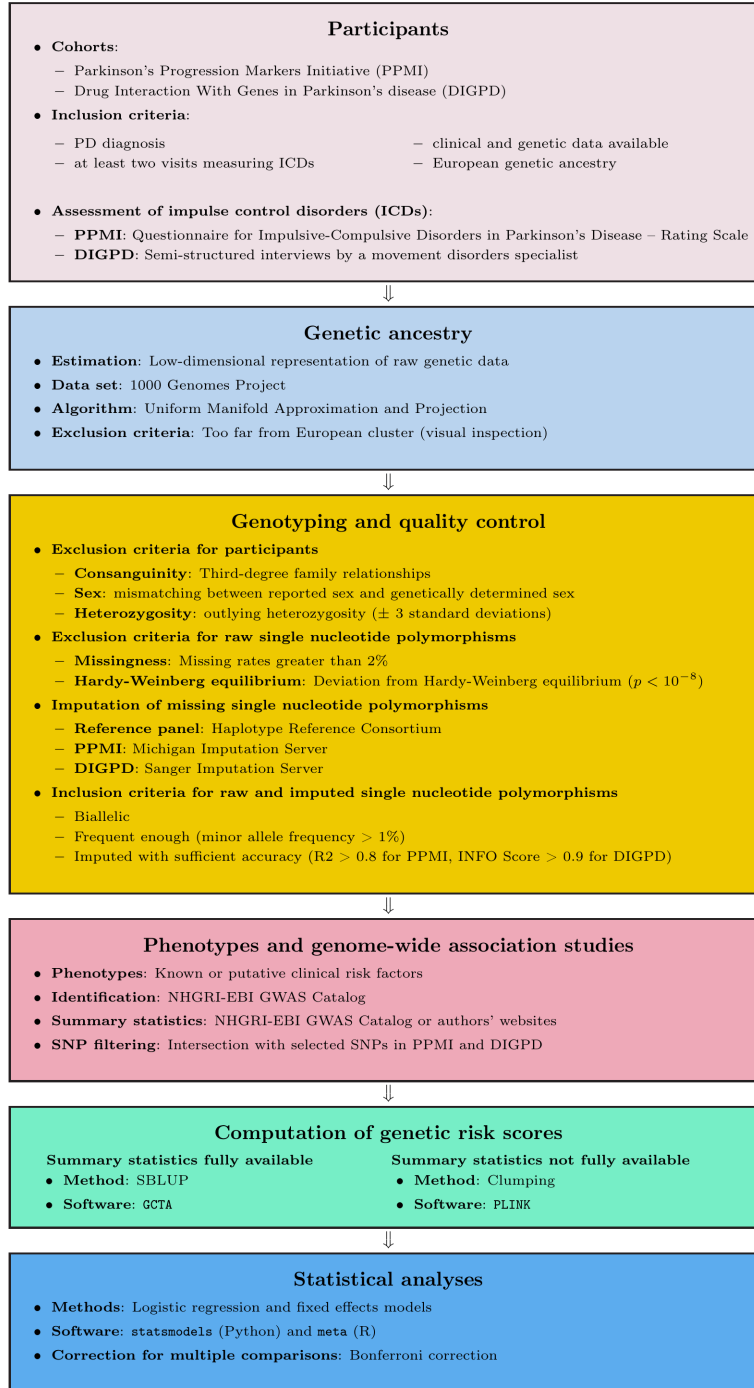 Participants
• Cohorts:
– Parkinson's Progression Markers Initiative (PPMI)
– Drug Interaction With Genes in Parkinson's disease (DIGPD)
• Inclusion criteria:
– PD diagnosis
– clinical and genetic data available
– at least two visits measuring ICDs
– European genetic ancestry
• Assessment of impulse control disorders (ICDs):
– PPMI: Questionnaire for Impulsive-Compulsive Disorders in Parkinson's Disease – Rating Scale
– DIGPD: Semi-structured interviews by a movement disorders specialist
⇓
Genetic ancestry
• Estimation: Low-dimensional representation of raw genetic data
• Data set: 1000 Genomes Project
• Algorithm: Uniform Manifold Approximation and Projection
• Exclusion criteria: Too far from European cluster (visual inspection)
⇓
Genotyping and quality control
• Exclusion criteria for participants
– Consanguinity: Third-degree family relationships
– Sex: mismatching between reported sex and genetically determined sex
– Heterozygosity: outlying heterozygosity (± 3 standard deviations)
• Exclusion criteria for raw single nucleotide polymorphisms
– Missingness: Missing rates greater than 2%
– Hardy-Weinberg equilibrium: Deviation from Hardy-Weinberg equilibrium (p < 10⁻⁸)
• Imputation of missing single nucleotide polymorphisms
– Reference panel: Haplotype Reference Consortium
– PPMI: Michigan Imputation Server
– DIGPD: Sanger Imputation Server
• Inclusion criteria for raw and imputed single nucleotide polymorphisms
– Biallelic
– Frequent enough (minor allele frequency > 1%)
– Imputed with sufficient accuracy (R2 > 0.8 for PPMI, INFO Score > 0.9 for DIGPD)
⇓
Phenotypes and genome-wide association studies
• Phenotypes: Known or putative clinical risk factors
• Identification: NHGRI-EBI GWAS Catalog
• Summary statistics: NHGRI-EBI GWAS Catalog or authors' websites
• SNP filtering: Intersection with selected SNPs in PPMI and DIGPD
⇓
Computation of genetic risk scores
Summary statistics fully available
• Method: SBLUP
• Software: GCTA
Summary statistics not fully available
• Method: Clumping
• Software: PLINK
⇓
Statistical analyses
• Methods: Logistic regression and fixed effects models
• Software: statsmodels (Python) and meta (R)
• Correction for multiple comparisons: Bonferroni correction